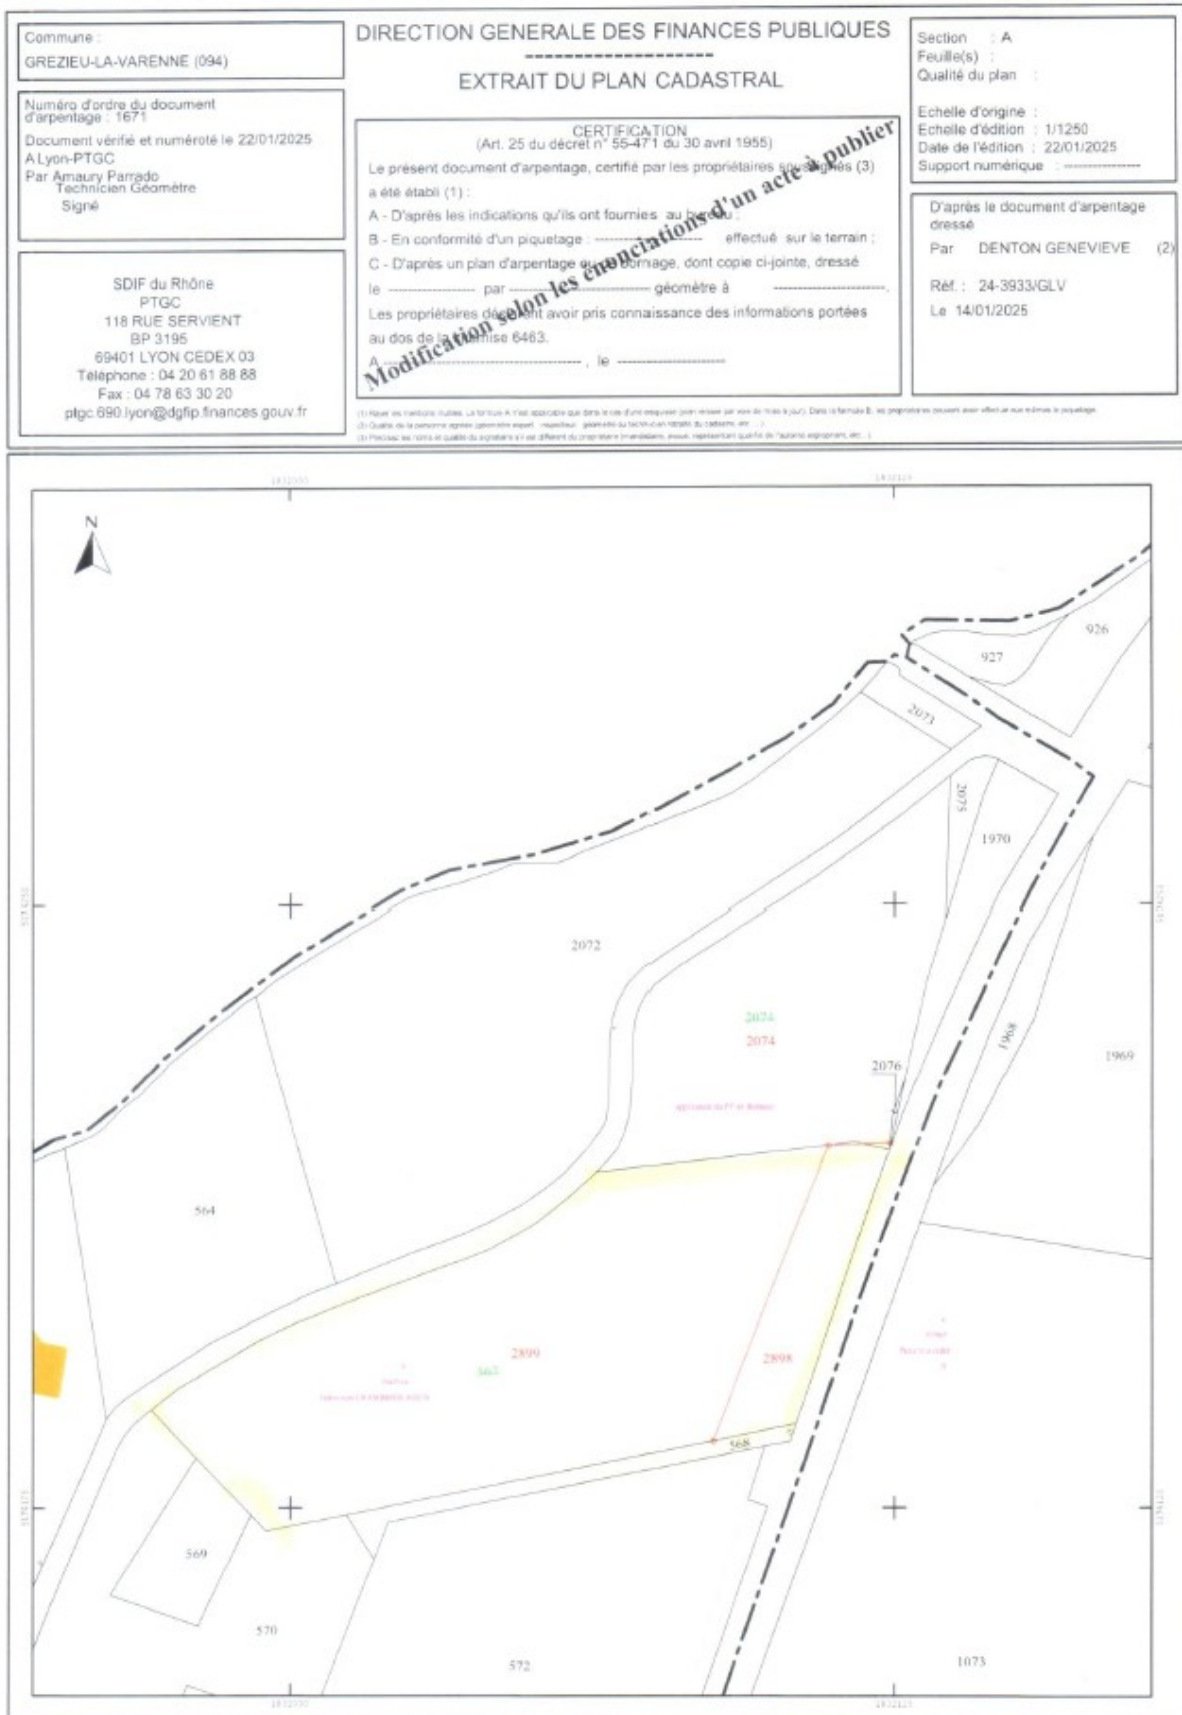 Commune :
GREZIEU-LA-VARENNE (094)
Numéro d'ordre du document
d'arpentage : 1671
Document vérifié et numéroté le 22/01/2025
A Lyon-PTGC
Par Amaury Parrado
Technicien Géomètre
Signé
SDIF du Rhône
PTGC
118 RUE SERVIENT
BP 3195
69401 LYON CEDEX 03
Téléphone : 04 20 61 88 88
Fax : 04 78 63 30 20
ptgc.690.lyon@dgfip.finances.gouv.fr
DIRECTION GENERALE DES FINANCES PUBLIQUES
-------------------
EXTRAIT DU PLAN CADASTRAL
CERTIFICATION
(Art. 25 du décret n° 55-471 du 30 avril 1955)
Le présent document d'arpentage, certifié par les propriétaires soussignés (3)
a été établi (1) :
A - D'après les indications qu'ils ont fournies au bureau ;
B - En conformité d'un piquetage : --------------------- effectué sur le terrain ;
C - D'après un plan d'arpentage ou de bornage, dont copie ci-jointe, dressé
le ---------------- par -------------------------- géomètre à ---------------------.
Les propriétaires déclarent avoir pris connaissance des informations portées
au dos de la chemise 6463.
A ------------------------------------- , le --------------------
Modification selon les énonciations d'un acte à publier
Section : A
Feuille(s) :
Qualité du plan :
Echelle d'origine :
Echelle d'édition : 1/1250
Date de l'édition : 22/01/2025
Support numérique : ---------------
D'après le document d'arpentage
dressé
Par DENTON GENEVIEVE (2)
Réf. : 24-3933/GLV
Le 14/01/2025
N
926
927
2073
2075
1970
2072
2074
2074
1968
1969
2076
564
2899
2898
568
569
570
572
1073